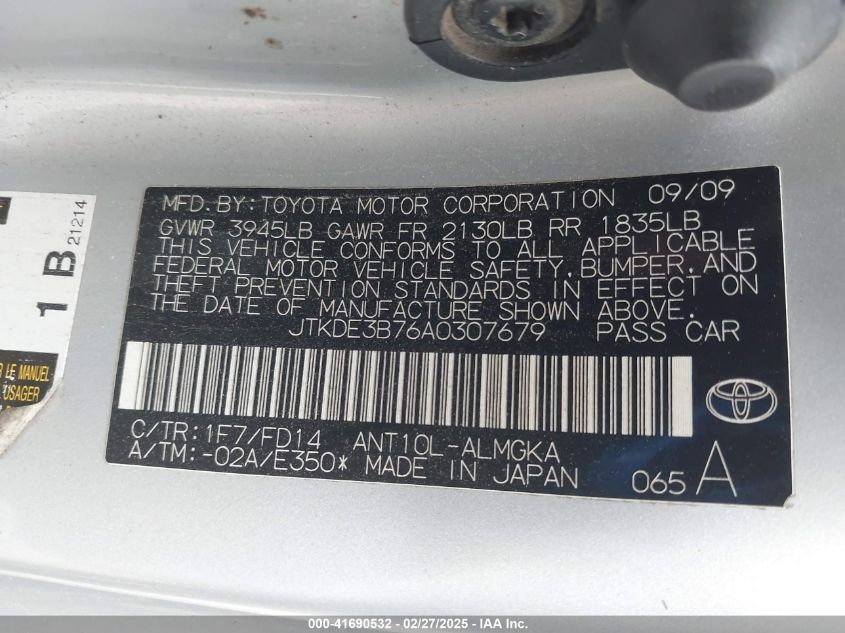 MFD.BY:TOYOTA MOTOR CORPORATION 09/09
GVWR 3945LB GAWR FR 2130LB RR 1835LB
THIS VEHICLE CONFORMS TO ALL APPLICABLE
FEDERAL MOTOR VEHICLE SAFETY,BUMPER,AND
THEFT PREVENTION STANDARDS IN EFFECT ON
THE DATE OF MANUFACTURE SHOWN ABOVE.
JTKDE3B76A0307679 PASS CAR
C/TR:1F7/FD14 ANT10L-ALMGKA
A/TM:-02A/E350* MADE IN JAPAN
065 A
1 B 21214
LE MANUEL
USAGER
000-41690532 - 02/27/2025 - IAA Inc.